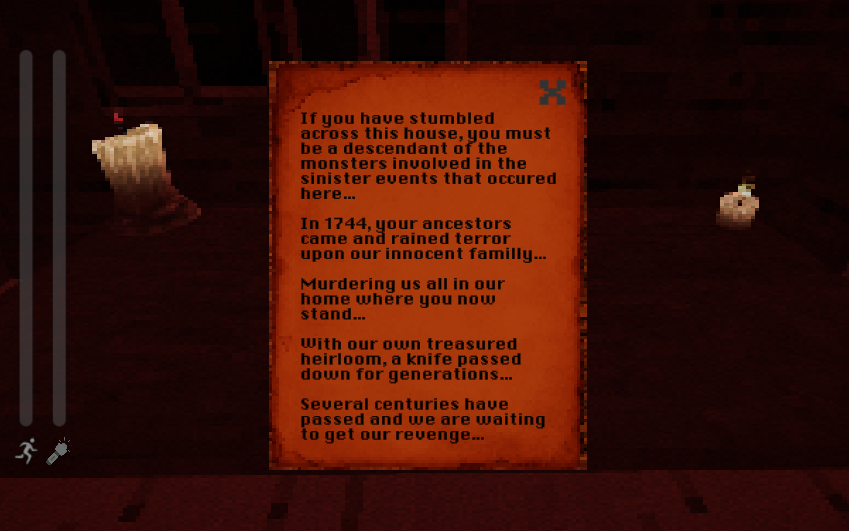 If you have stumbled
across this house, you must
be a descendant of the
monsters involved in the
sinister events that occured
here...
In 1744, your ancestors
came and rained terror
upon our innocent familly...
Murdering us all in our
home where you now
stand...
With our own treasured
heirloom, a knife passed
down for generations...
Several centuries have
passed and we are waiting
to get our revenge...